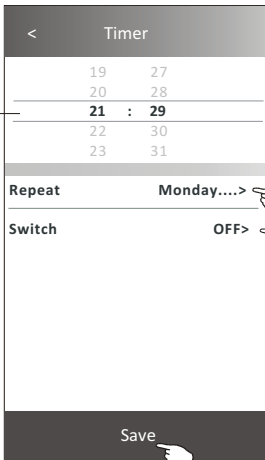 < Timer
19 27
20 28
21 : 29
22 30
23 31
Repeat Monday....>
Switch OFF>
Save